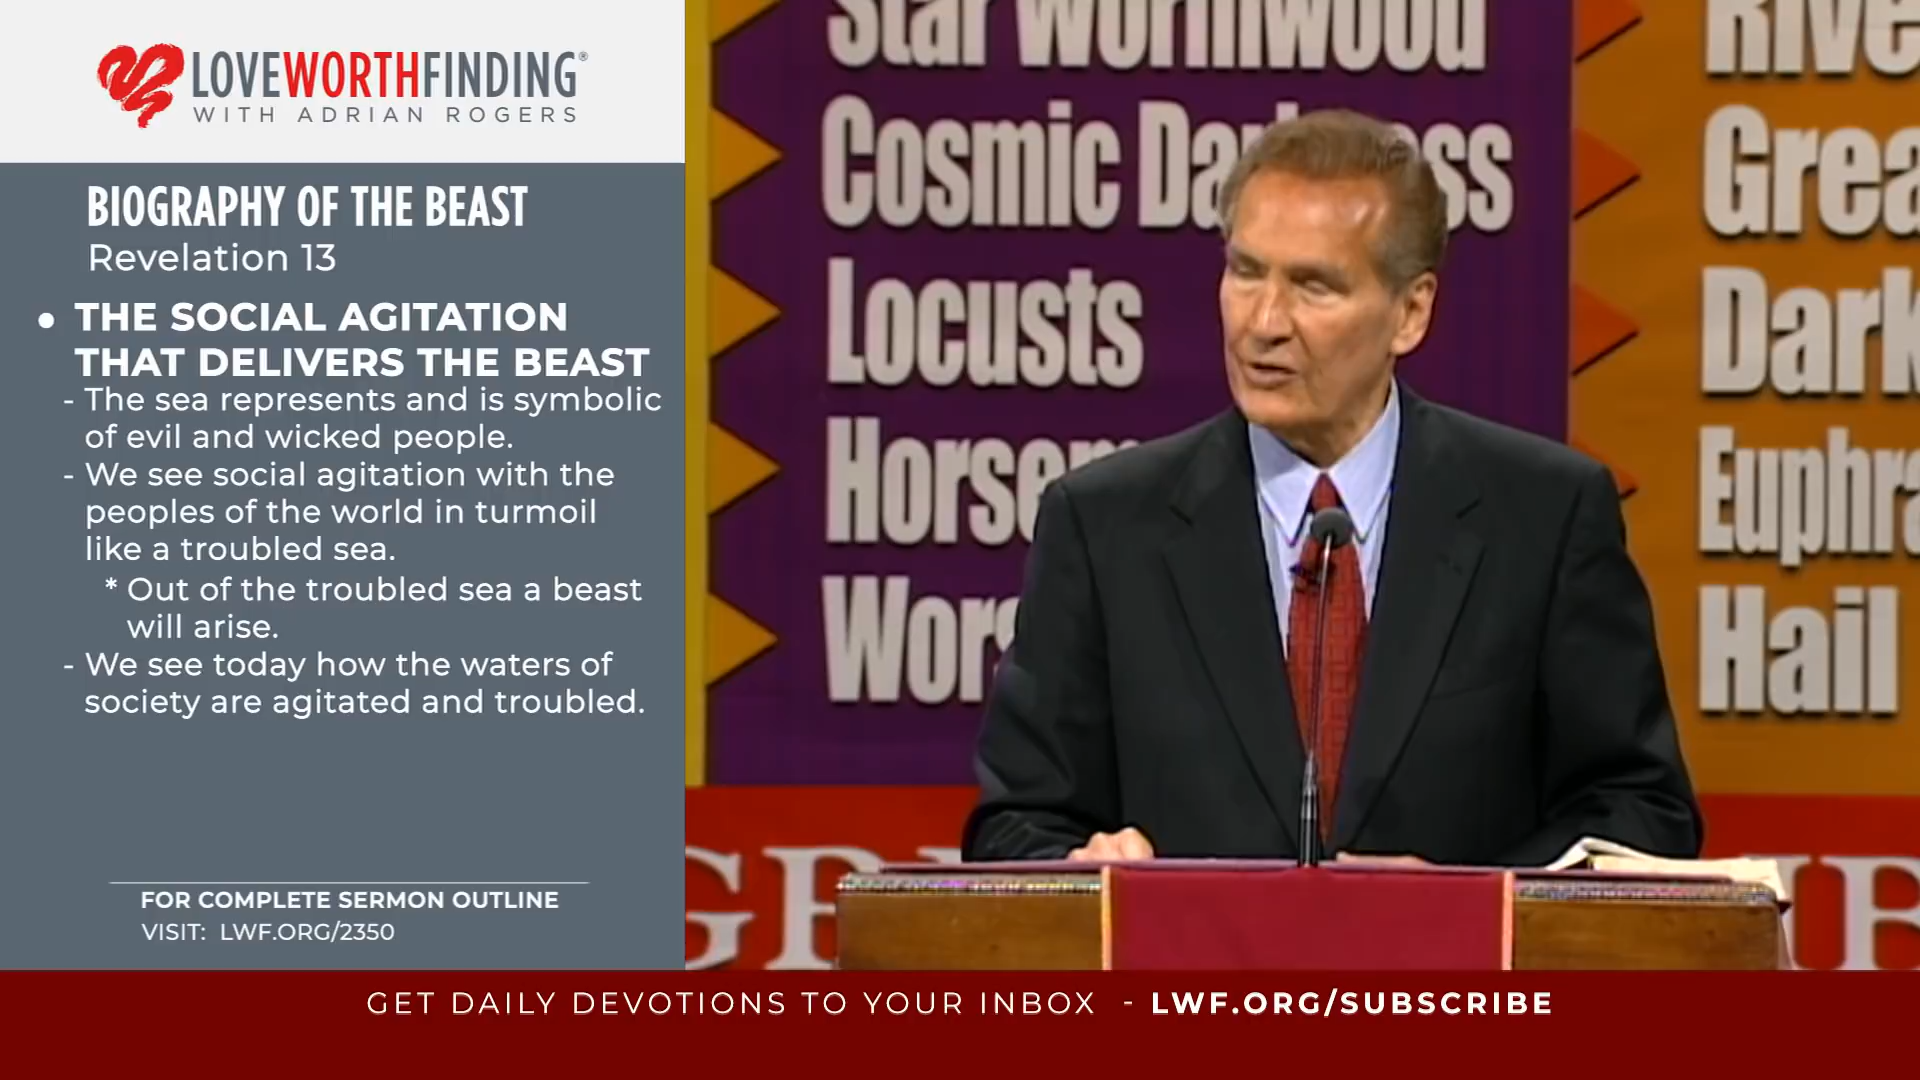 LOVEWORTHFINDING®
WITH ADRIAN ROGERS
BIOGRAPHY OF THE BEAST
Revelation 13
• THE SOCIAL AGITATION
THAT DELIVERS THE BEAST
- The sea represents and is symbolic
of evil and wicked people.
- We see social agitation with the
peoples of the world in turmoil
like a troubled sea.
* Out of the troubled sea a beast
will arise.
- We see today how the waters of
society are agitated and troubled.
FOR COMPLETE SERMON OUTLINE
VISIT: LWF.ORG/2350
Star Wormwood
Cosmic
Locusts
Hail
GET DAILY DEVOTIONS TO YOUR INBOX - LWF.ORG/SUBSCRIBE